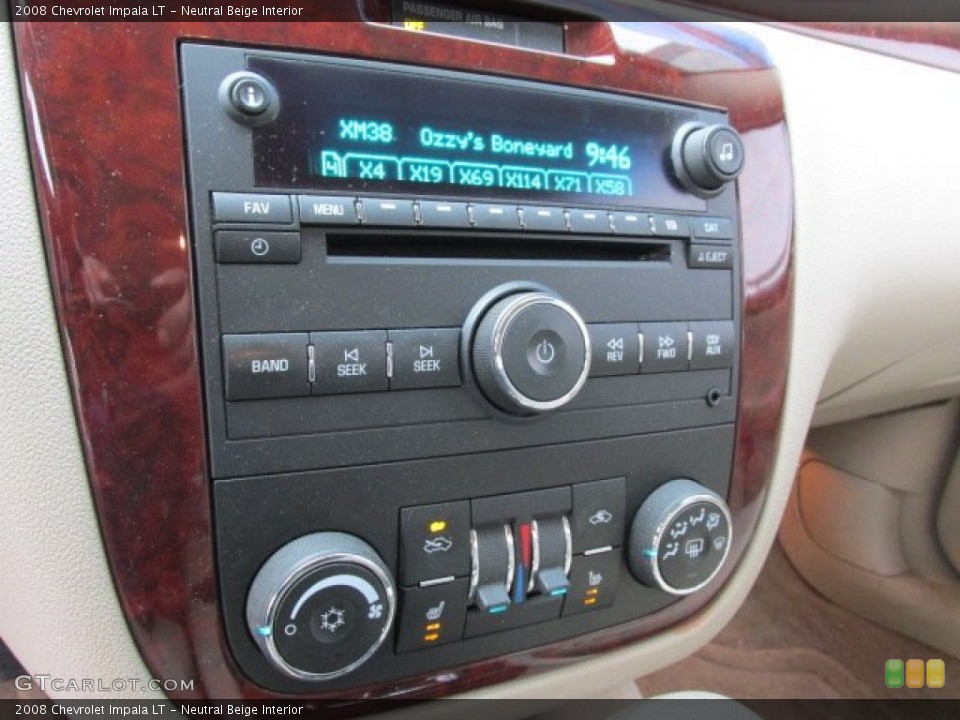 2008 Chevrolet Impala LT - Neutral Beige Interior
PASSENGER AIR BAG
OFF
i
XM38 Ozzy's Boneyard 9:46
4 X4 X19 X69 X114 X71 X58
FAV MENU CAT
EJECT
BAND SEEK SEEK REV FWD CD/AUX
GTCARLOT.COM
2008 Chevrolet Impala LT - Neutral Beige Interior